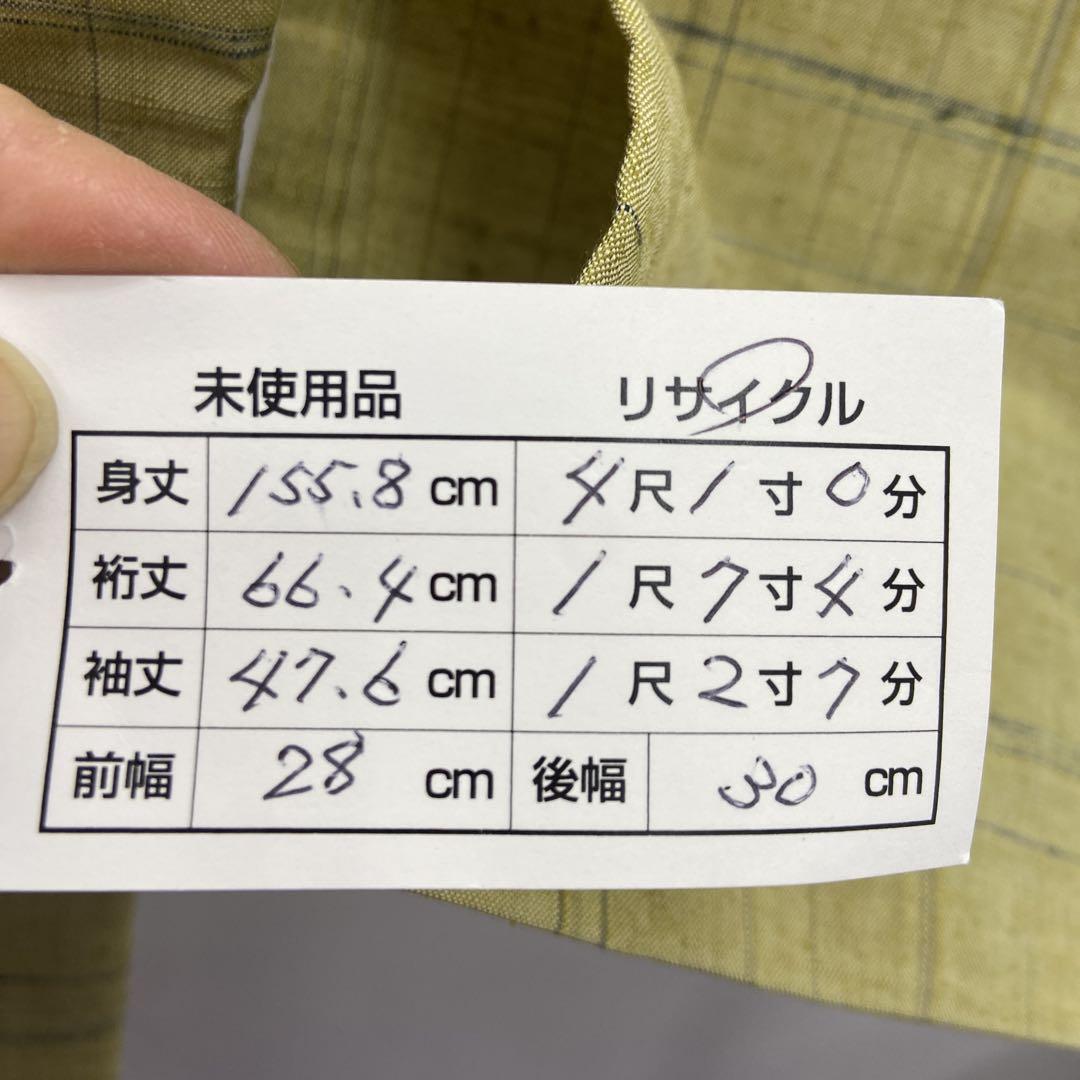 未使用品 リサイクル
身丈 155.8 cm 4尺1寸0分
裄丈 66.4 cm 1尺7寸4分
袖丈 47.6 cm 1尺2寸7分
前幅 28 cm 後幅 30 cm